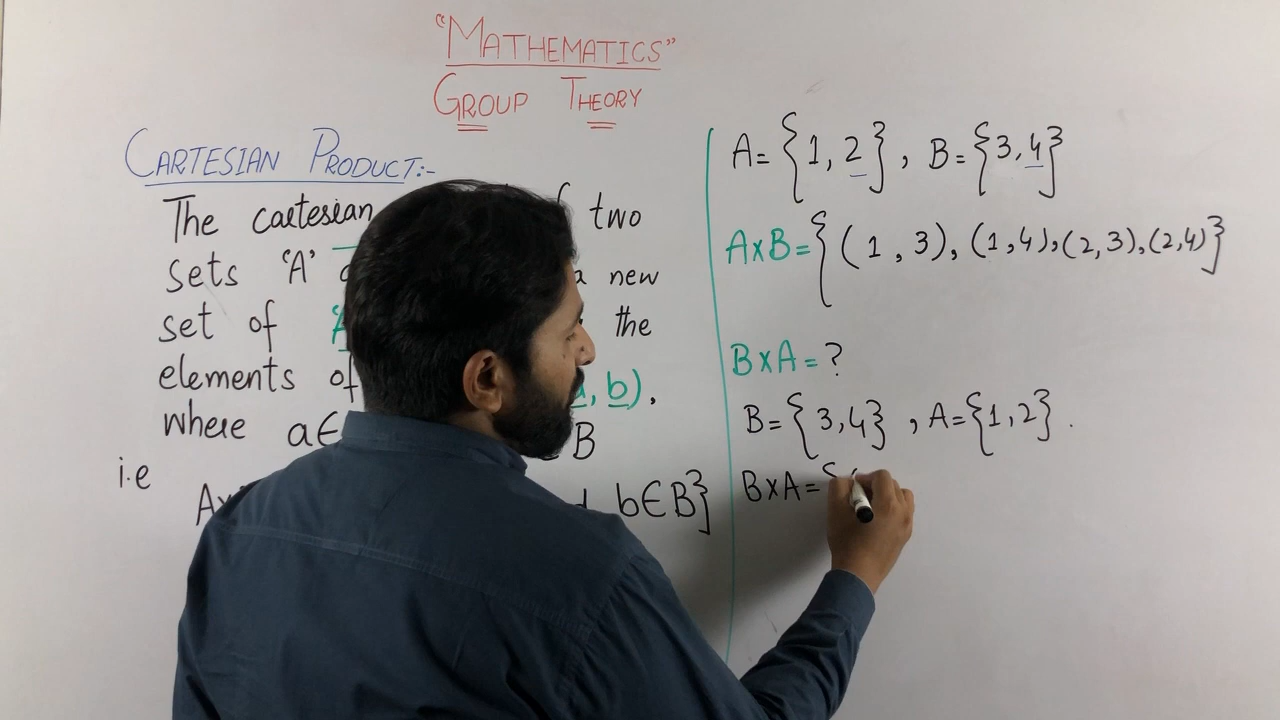 "MATHEMATICS"
GROUP THEORY
CARTESIAN PRODUCT:-
The cartesian two
sets 'A' a new
set of the
elements of , b).
where a∈ B
i.e
b∈B}
A={1, 2}, B={3,4}
A×B={(1,3), (1,4),(2,3),(2,4)}
B×A=?
B={3,4}, A={1,2}.
B×A={